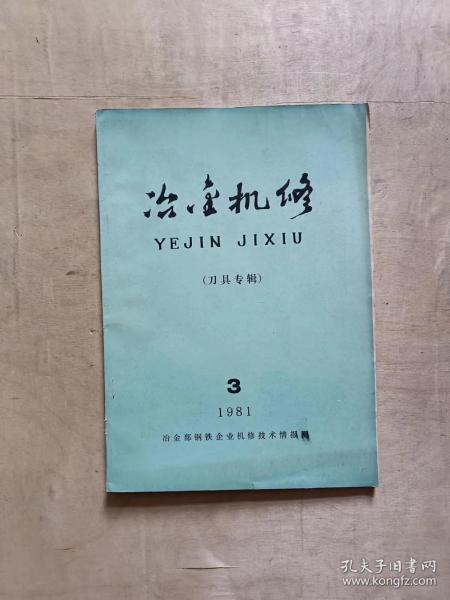 冶金机修
YEJIN JIXIU
(刀具专辑)
3
1981
冶金部钢铁企业机修技术情报网
孔夫子旧书网
www.kongfz.com